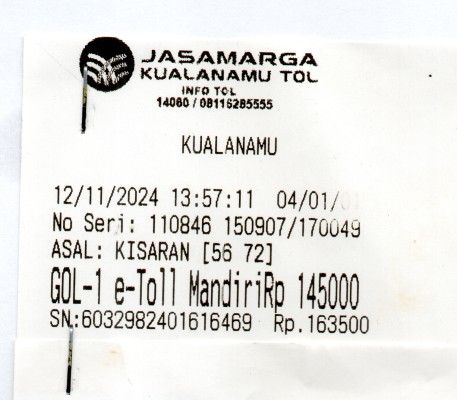 JASAMARGA
KUALANAMU TOL
INFO TOL
14080 / 08116285555
KUALANAMU
12/11/2024 13:57:11 04/01/01
No Seri: 110846 150907/170049
ASAL: KISARAN [56 72]
GOL-1 e-Toll MandiriRp 145000
SN:6032982401616469 Rp.163500